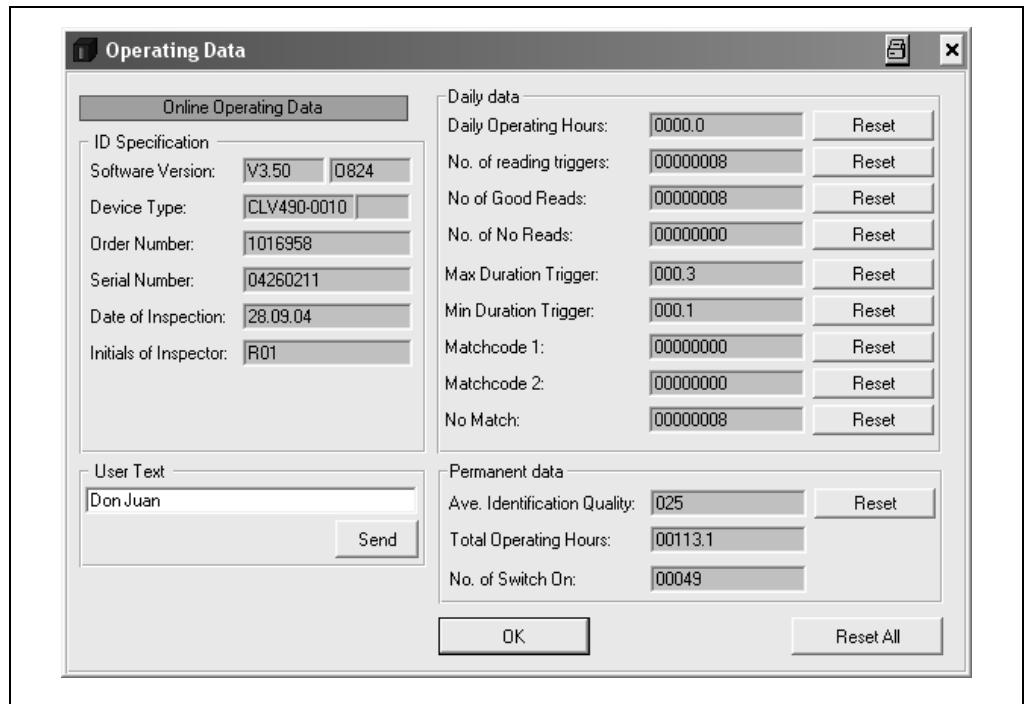 Operating Data
Online Operating Data
ID Specification
Software Version: V3.50 0824
Device Type: CLV490-0010
Order Number: 1016958
Serial Number: 04260211
Date of Inspection: 28.09.04
Initials of Inspector: R01
User Text
Don Juan
Send
Daily data
Daily Operating Hours: 0000.0 Reset
No. of reading triggers: 00000008 Reset
No of Good Reads: 00000008 Reset
No. of No Reads: 00000000 Reset
Max Duration Trigger: 000.3 Reset
Min Duration Trigger: 000.1 Reset
Matchcode 1: 00000000 Reset
Matchcode 2: 00000000 Reset
No Match: 00000008 Reset
Permanent data
Ave. Identification Quality: 025 Reset
Total Operating Hours: 00113.1
No. of Switch On: 00049
OK
Reset All